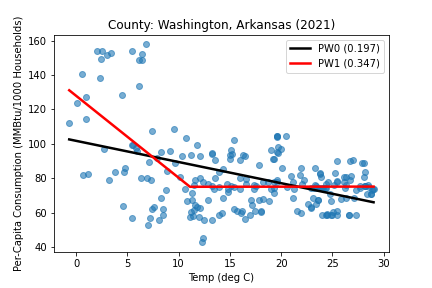 County: Washington, Arkansas (2021)
PW0 (0.197)
PW1 (0.347)
Per-Capita Consumption (MMBtu/1000 Households)
160
140
120
100
80
60
40
0
5
10
15
20
25
30
Temp (deg C)